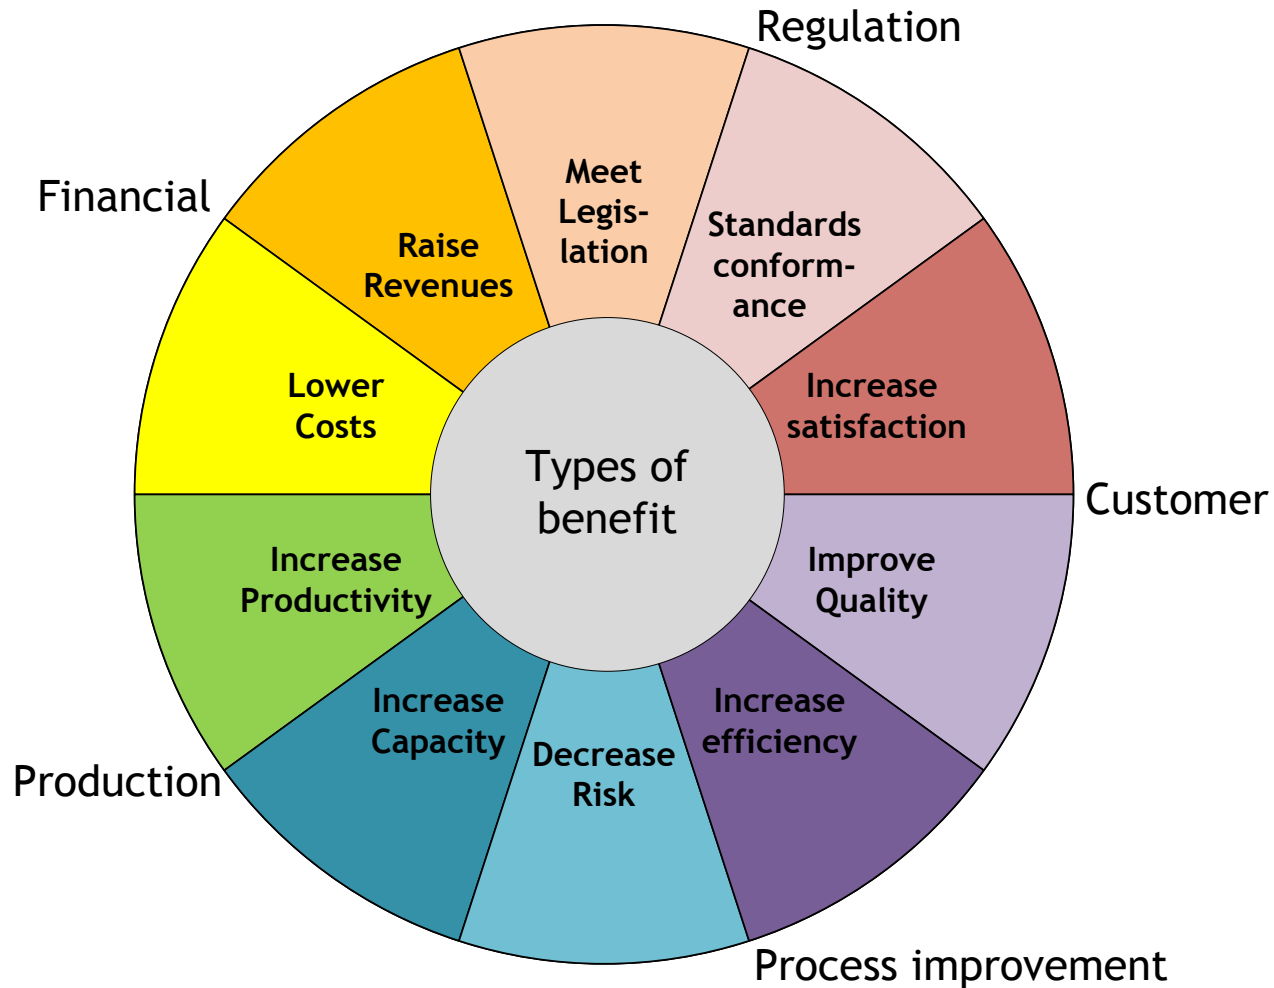 Regulation
Financial
Meet
Legis-
lation
Standards
conform-
ance
Raise
Revenues
Lower
Costs
Increase
satisfaction
Types of
benefit
Customer
Increase
Productivity
Improve
Quality
Increase
Capacity
Decrease
Risk
Increase
efficiency
Production
Process improvement